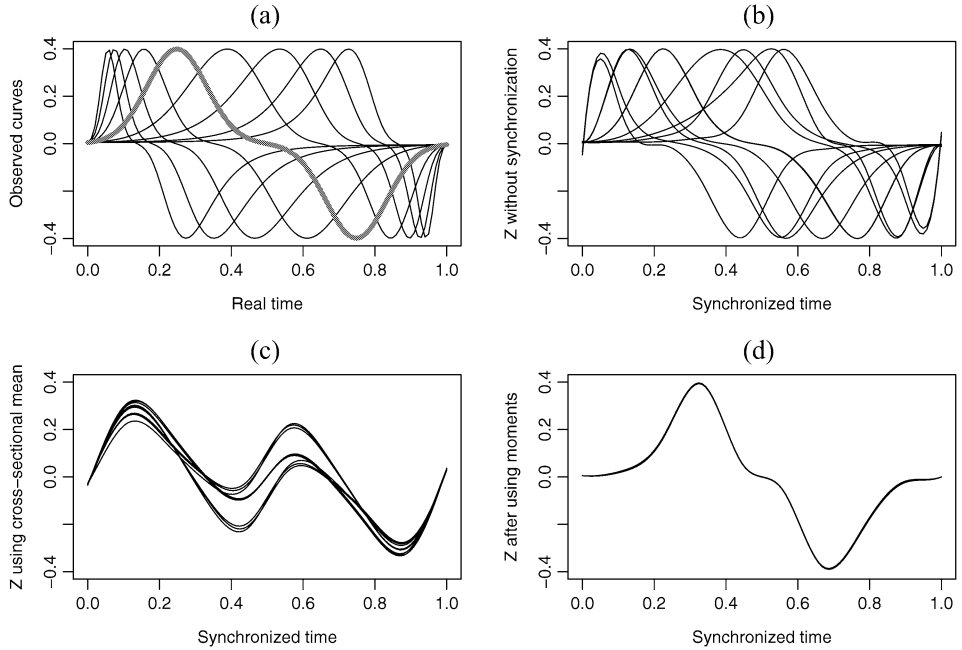 (a)
Observed curves
0.4
0.2
0.0
−0.4
0.0 0.2 0.4 0.6 0.8 1.0
Real time
(b)
Z without synchronization
0.4
0.2
0.0
−0.4
0.0 0.2 0.4 0.6 0.8 1.0
Synchronized time
(c)
Z using cross−sectional mean
0.4
0.2
0.0
−0.4
0.0 0.2 0.4 0.6 0.8 1.0
Synchronized time
(d)
Z after using moments
0.4
0.2
0.0
−0.4
0.0 0.2 0.4 0.6 0.8 1.0
Synchronized time